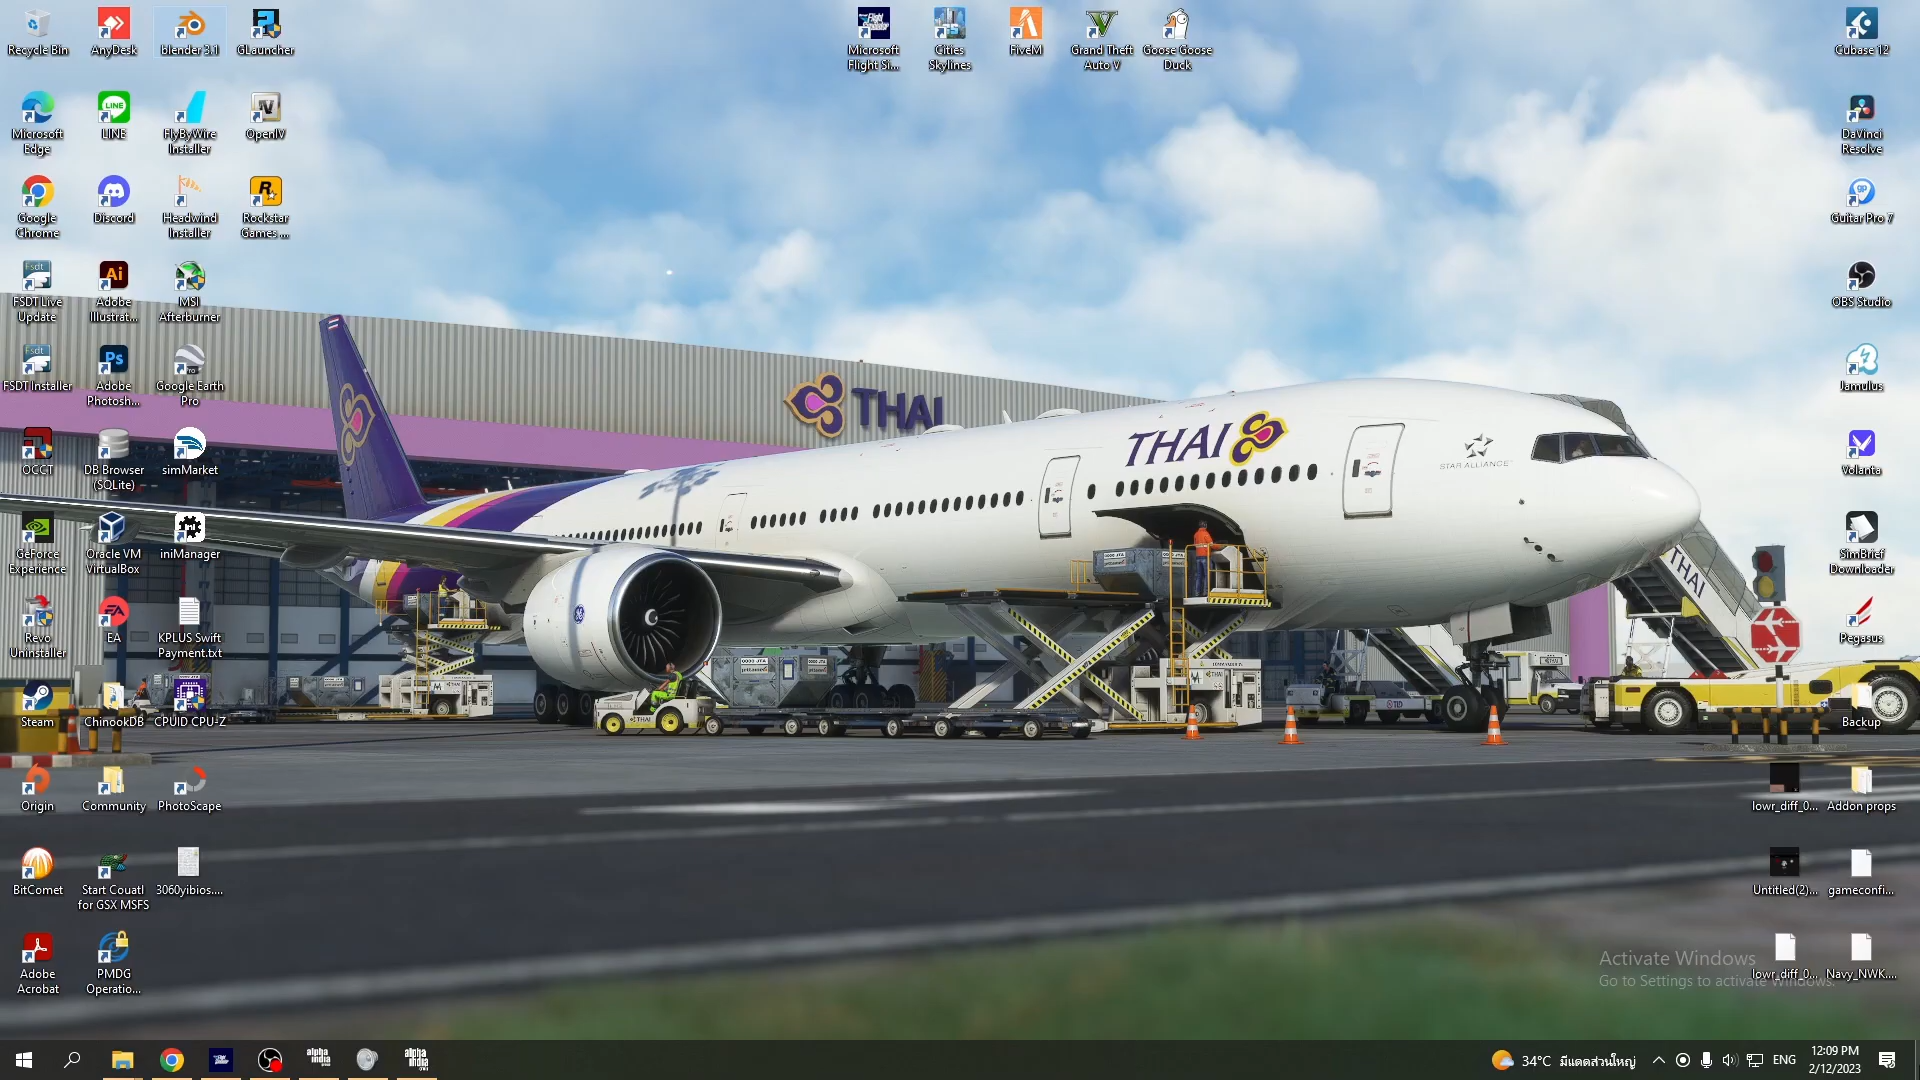 Recycle Bin
AnyDesk
blender 3.1
GLauncher
Microsoft
Flight Si...
Cities
Skylines
FiveM
Grand Theft
Auto V
Goose Goose
Duck
Cubase 12
Microsoft
Edge
LINE
FlyByWire
Installer
OpenIV
DaVinci
Resolve
Google
Chrome
Discord
Headwind
Installer
Rockstar
Games ...
Guitar Pro 7
FSDT Live
Update
Adobe
Illustrat...
MSI
Afterburner
OBS Studio
FSDT Installer
Adobe
Photosh...
Google Earth
Pro
Jamulus
OCCT
DB Browser
(SQLite)
simMarket
Volanta
GeForce
Experience
Oracle VM
VirtualBox
iniManager
SimBrief
Downloader
Revo
Uninstaller
EA
KPLUS Swift
Payment.txt
Pegasus
Steam
ChinookDB
CPUID CPU-Z
Backup
Origin
Community
PhotoScape
lowr_diff_0...
Addon props
BitComet
Start Couatl
for GSX MSFS
3060yibios....
Untitled(2)...
gameconfi...
Adobe
Acrobat
PMDG
Operatio...
lowr_diff_0...
Navy_NWK....
THAI
THAI
STAR ALLIANCE
THAI
Activate Windows
Go to Settings to activate Windows.
34°C มีแดดส่วนใหญ่
ENG
12:09 PM
2/12/2023